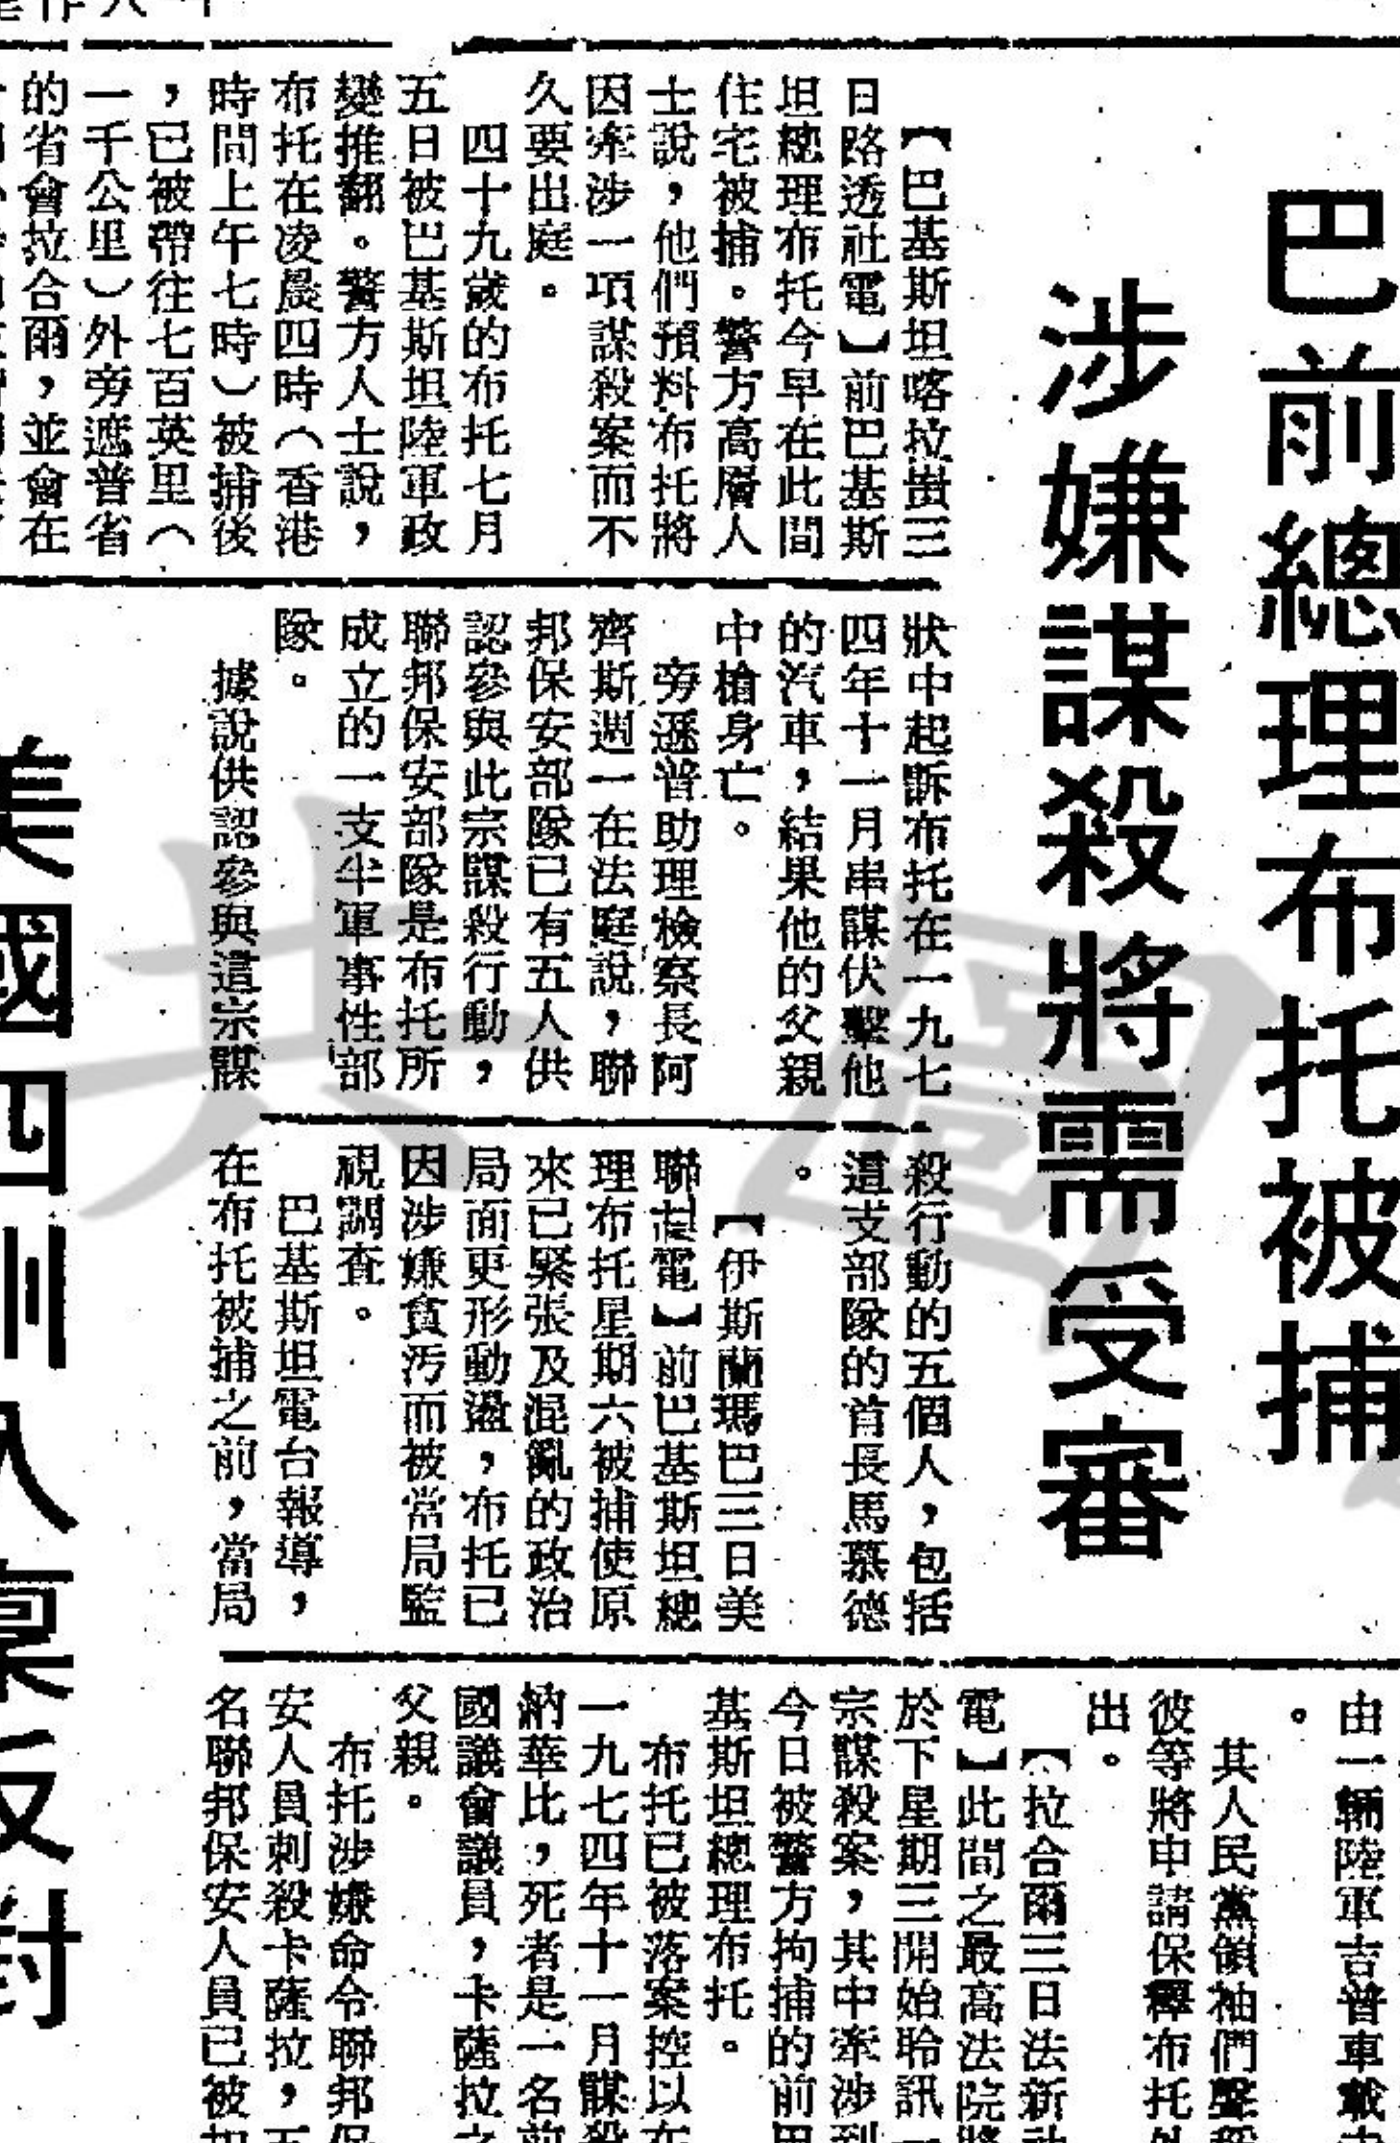 巴前總理布托被捕
涉嫌謀殺將需受審
【巴基斯坦喀拉蚩三
日路透社電】前巴基斯
坦總理布托今早在此間
住宅被捕。警方高層人
士說，他們預料布托將
因牽涉一項謀殺案而不
久要出庭。
四十九歲的布托七月
五日被巴基斯坦陸軍政
變推翻。警方人士說，
布托在凌晨四時（香港
時間上午七時）被捕後
，已被帶往七百英里（
一千公里）外旁遮普省
的省會拉合爾，並會在
狀中起訴布托在一九七
四年十一月串謀伏擊他
的汽車，結果他的父親
中槍身亡。
旁遮普助理檢察長阿
齊斯週一在法庭說，聯
邦保安部隊已有五人供
認參與此宗謀殺行動，
聯邦保安部隊是布托所
成立的一支半軍事性部
隊。
據說供認參與這宗謀
殺行動的五個人，包括
這支部隊的首長馬慕德
。
【伊斯蘭瑪巴三日美
聯社電】前巴基斯坦總
理布托星期六被捕使原
來已緊張及混亂的政治
局面更形動盪，布托已
因涉嫌貪汚而被當局監
視調查。
巴基斯坦電台報導，
在布托被捕之前，當局
由一輛陸軍吉普車載
。
其人民黨領袖們聲
彼等將申請保釋布托
出。
【拉合爾三日法新社
電】此間之最高法院將
於下星期三開始聆訊一
宗謀殺案，其中牽涉到
今日被警方拘捕的前巴
基斯坦總理布托。
布托已被落案控以在
一九七四年十一月謀殺
納華比，死者是一名前
國議會議員，卡薩拉之
父親。
布托涉嫌命令聯邦保
安人員刺殺卡薩拉，五
名聯邦保安人員已被
美國四州人稟反對
共
圖